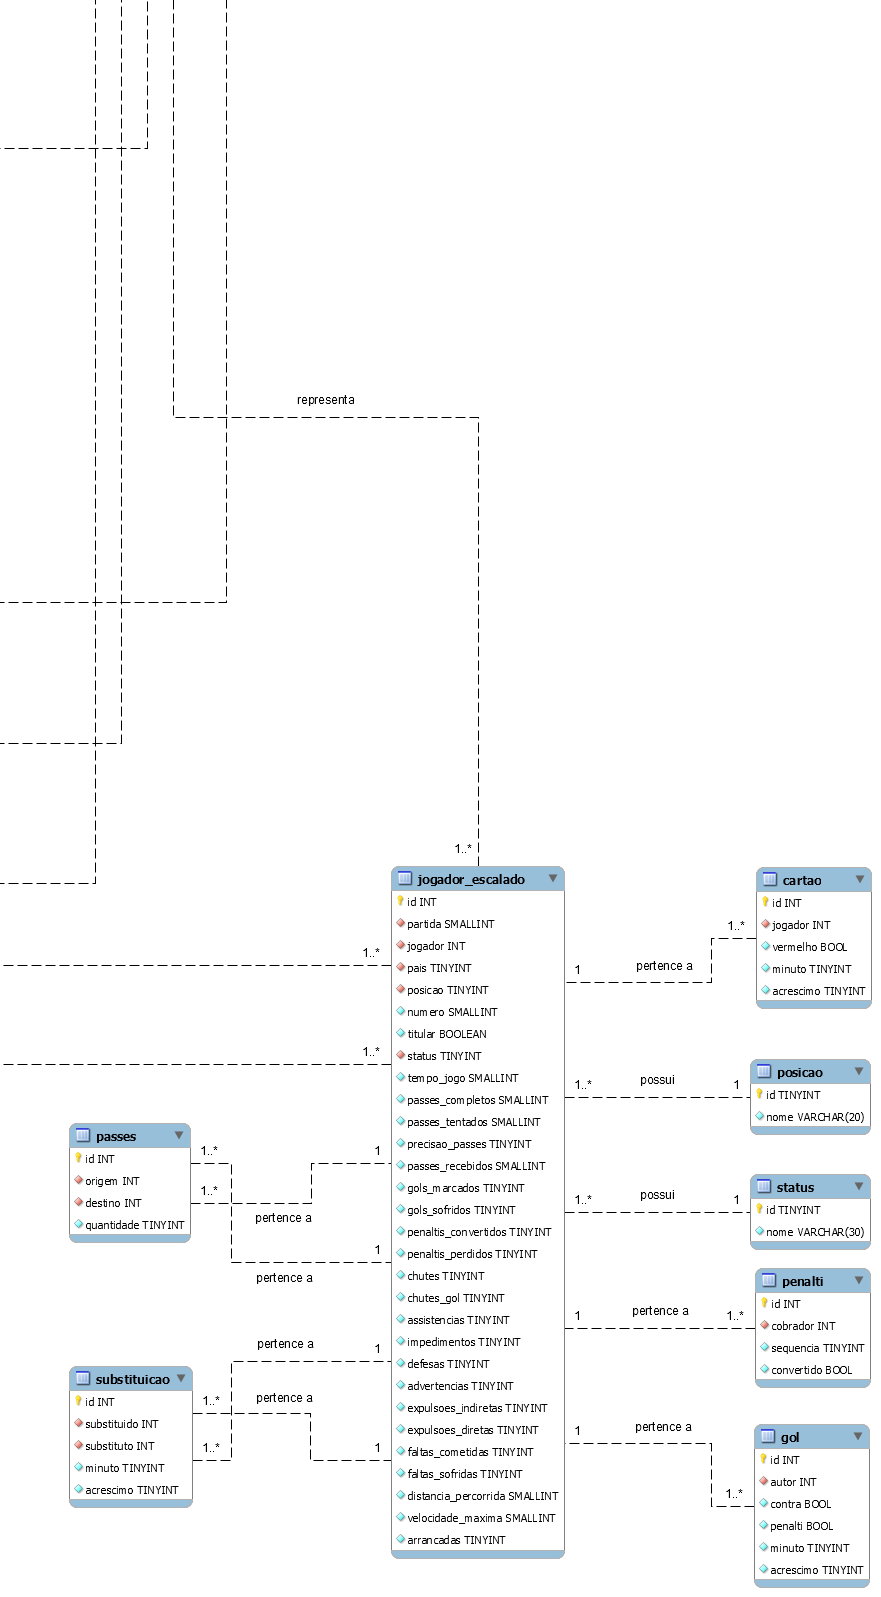 representa
1..*
jogador_escalado
id INT
partida SMALLINT
jogador INT
pais TINYINT
posicao TINYINT
numero SMALLINT
titular BOOLEAN
status TINYINT
tempo_jogo SMALLINT
passes_completos SMALLINT
passes_tentados SMALLINT
precisao_passes TINYINT
passes_recebidos SMALLINT
gols_marcados TINYINT
gols_sofridos TINYINT
penaltis_convertidos TINYINT
penaltis_perdidos TINYINT
chutes TINYINT
chutes_gol TINYINT
assistencias TINYINT
impedimentos TINYINT
defesas TINYINT
advertencias TINYINT
expulsoes_indiretas TINYINT
expulsoes_diretas TINYINT
faltas_cometidas TINYINT
faltas_sofridas TINYINT
distancia_percorrida SMALLINT
velocidade_maxima SMALLINT
arrancadas TINYINT
1..*
1..*
passes
id INT
origem INT
destino INT
quantidade TINYINT
1..*
1..*
1
pertence a
1
pertence a
substituicao
id INT
substituido INT
substituto INT
minuto TINYINT
acrescimo TINYINT
pertence a
1
1..*
pertence a
1..*
1
cartao
id INT
jogador INT
vermelho BOOL
minuto TINYINT
acrescimo TINYINT
1..*
pertence a
1
posicao
id TINYINT
nome VARCHAR(20)
1..*
possui
1
status
id TINYINT
nome VARCHAR(30)
1..*
possui
1
penalti
id INT
cobrador INT
sequencia TINYINT
convertido BOOL
1
pertence a
1..*
gol
id INT
autor INT
contra BOOL
penalti BOOL
minuto TINYINT
acrescimo TINYINT
1
pertence a
1..*